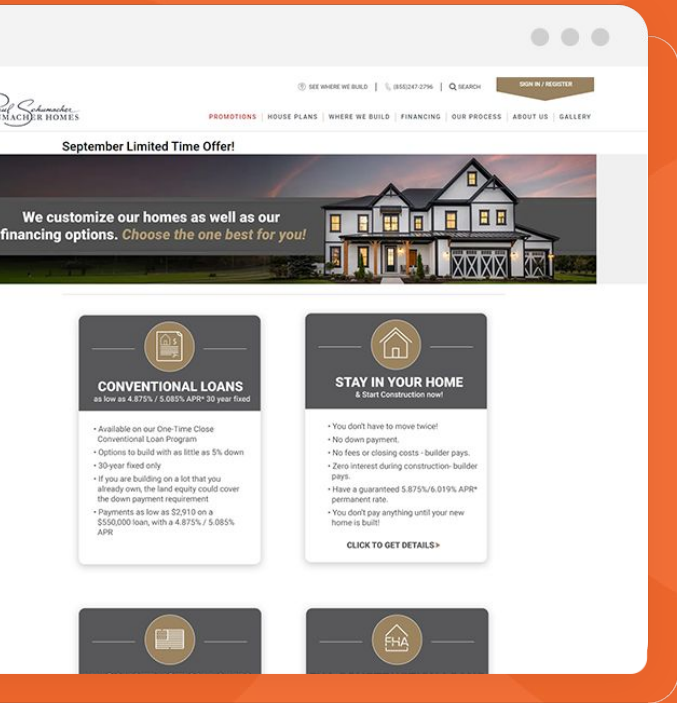 SEE WHERE WE BUILD | (855)247-2796 | SEARCH
SIGN IN / REGISTER
Schumacher
HOMES
PROMOTIONS | HOUSE PLANS | WHERE WE BUILD | FINANCING | OUR PROCESS | ABOUT US | GALLERY
September Limited Time Offer!
We customize our homes as well as our
financing options. Choose the one best for you!
CONVENTIONAL LOANS
as low as 4.875% / 5.085% APR* 30 year fixed
• Available on our One-Time Close
Conventional Loan Program
• Options to build with as little as 5% down
• 30-year fixed only
• If you are building on a lot that you
already own, the land equity could cover
the down payment requirement
• Payments as low as $2,910 on a
$550,000 loan, with a 4.875% / 5.085%
APR
STAY IN YOUR HOME
& Start Construction now!
• You don't have to move twice!
• No down payment.
• No fees or closing costs - builder pays.
• Zero interest during construction- builder
pays.
• Have a guaranteed 5.875%/6.019% APR*
permanent rate.
• You don't pay anything until your new
home is built!
CLICK TO GET DETAILS>
FHA